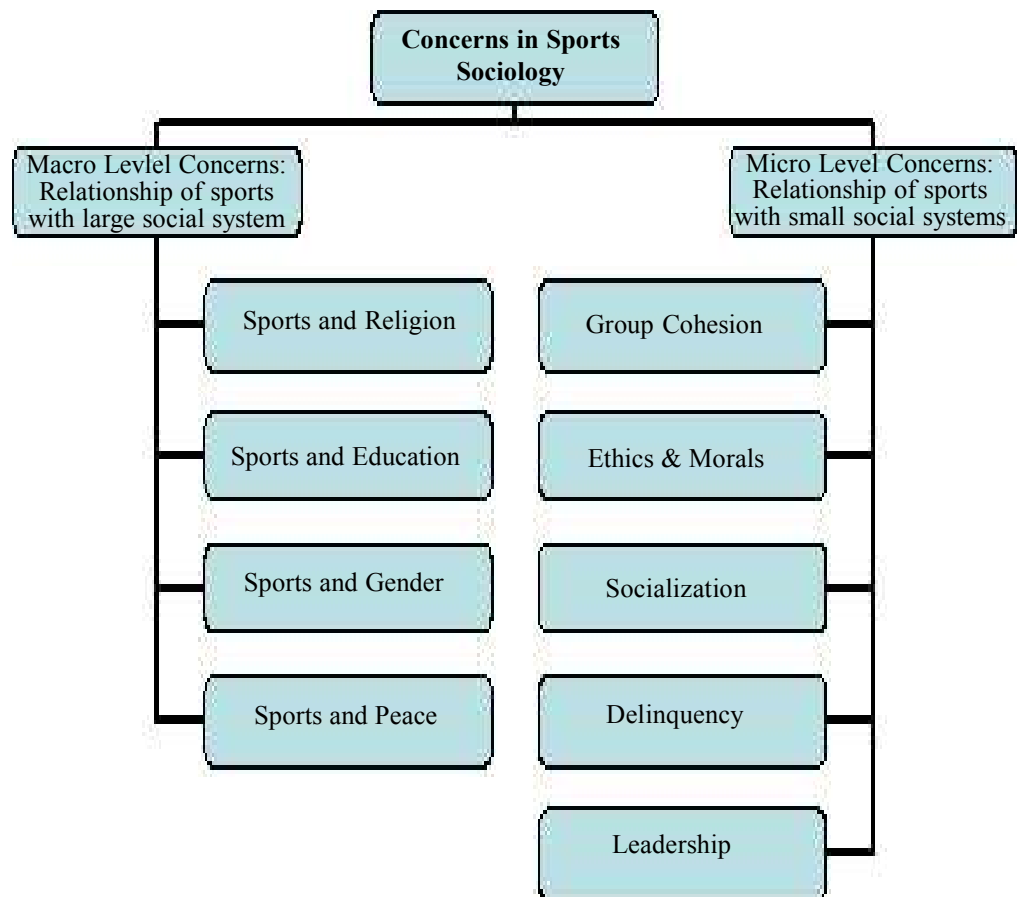 Concerns in Sports
Sociology
Macro Levlel Concerns:
Relationship of sports
with large social system
Micro Levlel Concerns:
Relationship of sports
with small social systems
Sports and Religion
Sports and Education
Sports and Gender
Sports and Peace
Group Cohesion
Ethics & Morals
Socialization
Delinquency
Leadership